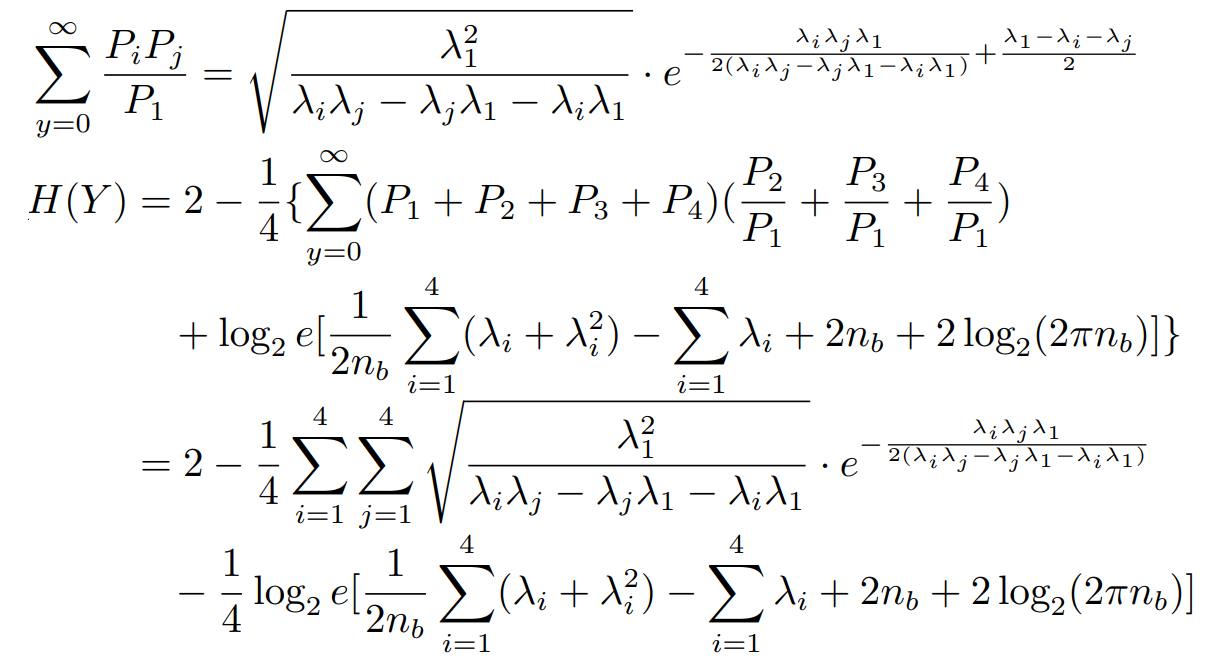 \sum_{y=0}^{\infty} \frac{P_i P_j}{P_1} = \sqrt{\frac{\lambda_1^2}{\lambda_i \lambda_j - \lambda_j \lambda_1 - \lambda_i \lambda_1}} \cdot e^{-\frac{\lambda_i \lambda_j \lambda_1}{2(\lambda_i \lambda_j - \lambda_j \lambda_1 - \lambda_i \lambda_1)} + \frac{\lambda_1 - \lambda_i - \lambda_j}{2}}
H(Y) = 2 - \frac{1}{4} \{ \sum_{y=0}^{\infty} (P_1 + P_2 + P_3 + P_4)(\frac{P_2}{P_1} + \frac{P_3}{P_1} + \frac{P_4}{P_1})
+ \log_2 e[\frac{1}{2n_b} \sum_{i=1}^{4} (\lambda_i + \lambda_i^2) - \sum_{i=1}^{4} \lambda_i + 2n_b + 2 \log_2(2\pi n_b)]\}
= 2 - \frac{1}{4} \sum_{i=1}^{4} \sum_{j=1}^{4} \sqrt{\frac{\lambda_1^2}{\lambda_i \lambda_j - \lambda_j \lambda_1 - \lambda_i \lambda_1}} \cdot e^{-\frac{\lambda_i \lambda_j \lambda_1}{2(\lambda_i \lambda_j - \lambda_j \lambda_1 - \lambda_i \lambda_1)}}
- \frac{1}{4} \log_2 e[\frac{1}{2n_b} \sum_{i=1}^{4} (\lambda_i + \lambda_i^2) - \sum_{i=1}^{4} \lambda_i + 2n_b + 2 \log_2(2\pi n_b)]